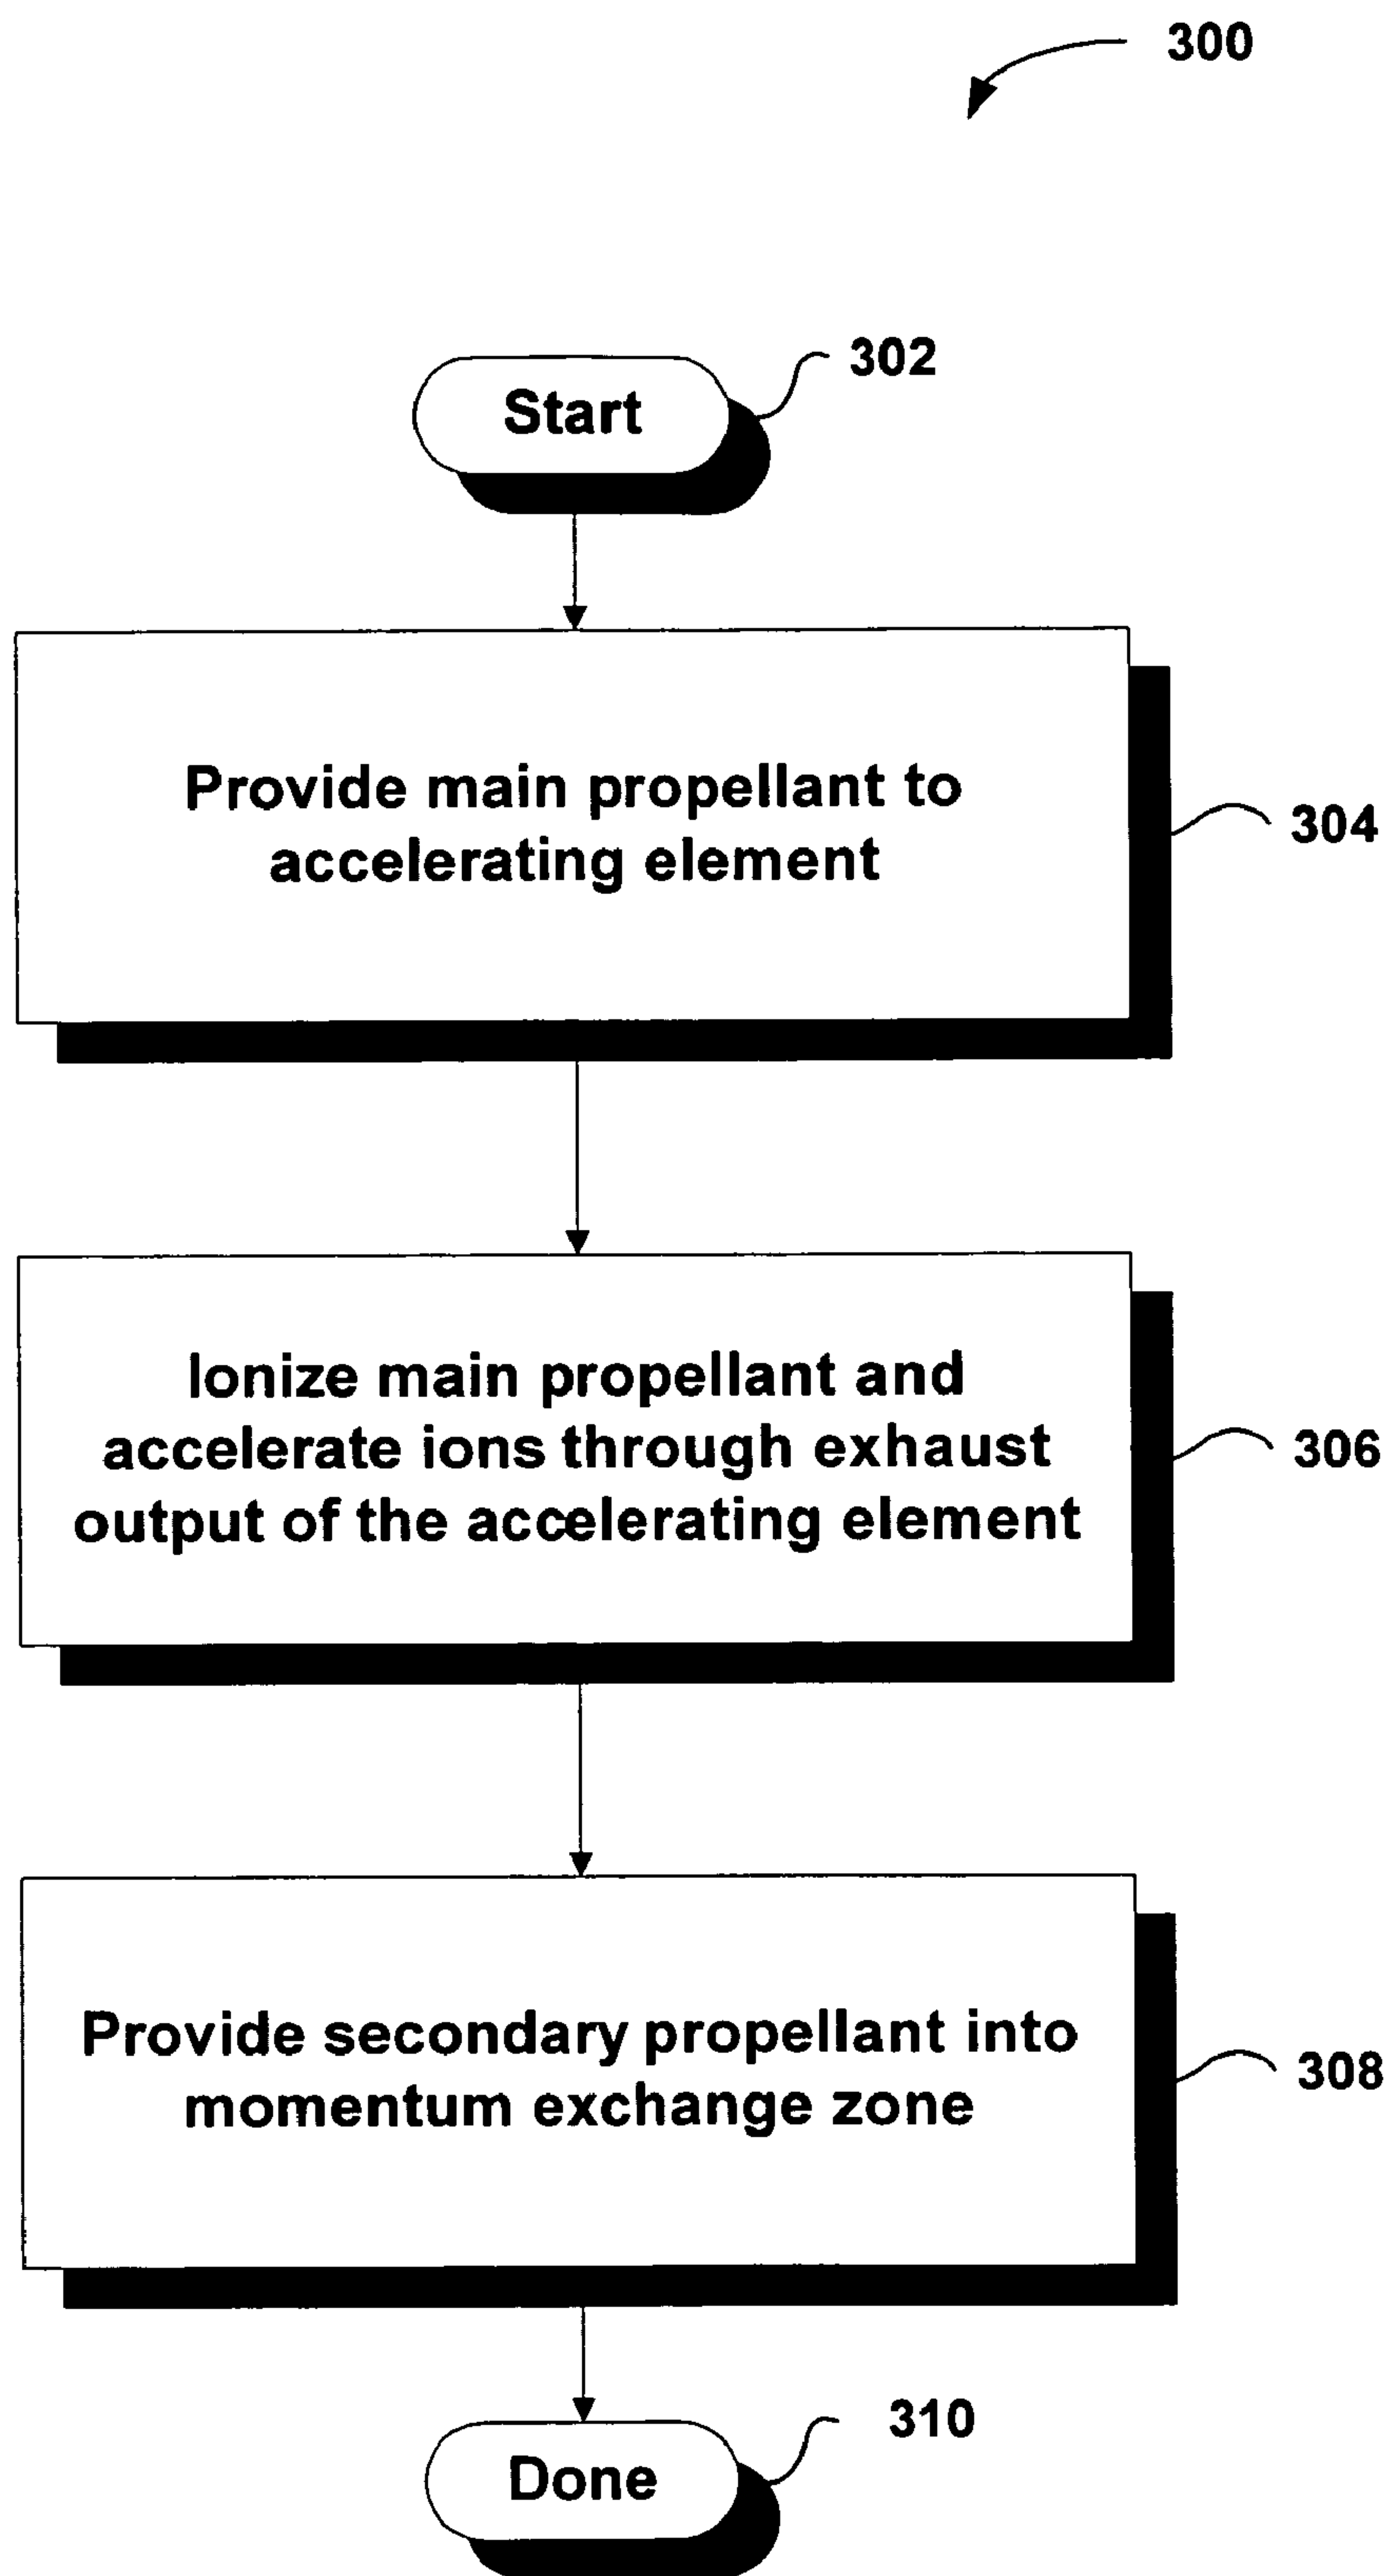 300
302
Start
Provide main propellant to
accelerating element
304
Ionize main propellant and
accelerate ions through exhaust
output of the accelerating element
306
Provide secondary propellant into
momentum exchange zone
308
310
Done